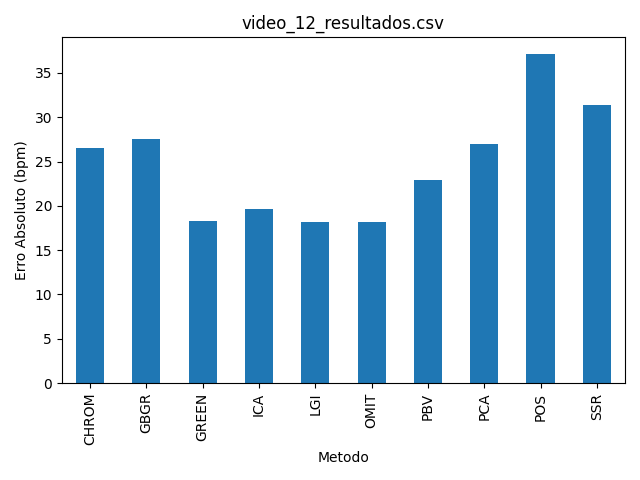 video_12_resultados.csv
Erro Absoluto (bpm)
35
30
25
20
15
10
5
0
CHROM
GBGR
GREEN
ICA
LGI
OMIT
PBV
PCA
POS
SSR
Metodo